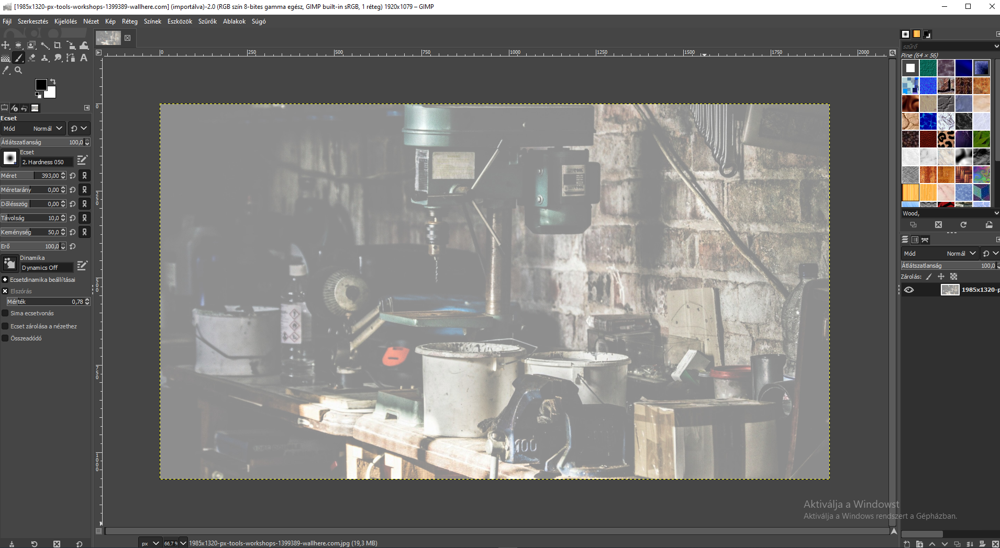 [1985x1320-px-tools-workshops-1399389-wallhere.com] (importálva)-2.0 (RGB szín 8-bites gamma egész, GIMP built-in sRGB, 1 réteg) 1920x1079 – GIMP
Fájl Szerkesztés Kijelölés Nézet Kép Réteg Színek Eszközök Szűrők Ablakok Súgó
0 250 500 750 1000 1250 1500 1750 2000
szűrő
Pine (64 × 56)
Ecset
Mód Normál
Átlátszatlanság 100,0
Ecset
2. Hardness 050
Méret 393,00
Méretarány 0,00
Dőlésszög 0,00
Távolság 10,0
Keménység 50,0
Erő 100,0
Dinamika
Dynamics Off
Ecsetdinamika beállításai
Elszórás
Mérték 0,78
Sima ecsetvonás
Ecset zárolása a nézethez
Összeadódó
0
250
500
750
1000
100
Wood,
Mód Normál
Átlátszatlanság 100,0
Zárolás:
1985x1320-p
Aktiválja a Windowst
Aktiválja a Windows rendszert a Gépházban.
px 66,7 % 1985x1320-px-tools-workshops-1399389-wallhere.com.jpg (19,3 MB)